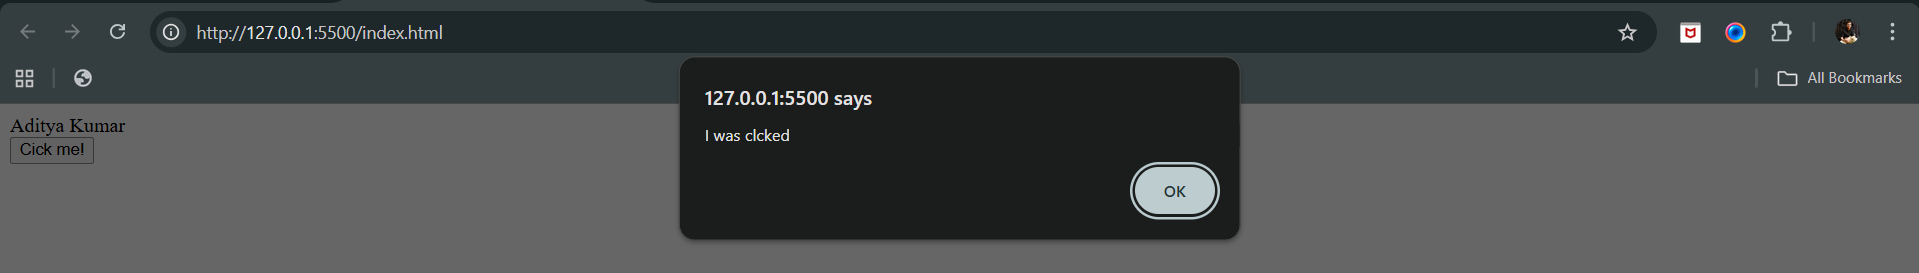 http://127.0.0.1:5500/index.html
All Bookmarks
127.0.0.1:5500 says
I was clcked
OK
Aditya Kumar
Cick me!